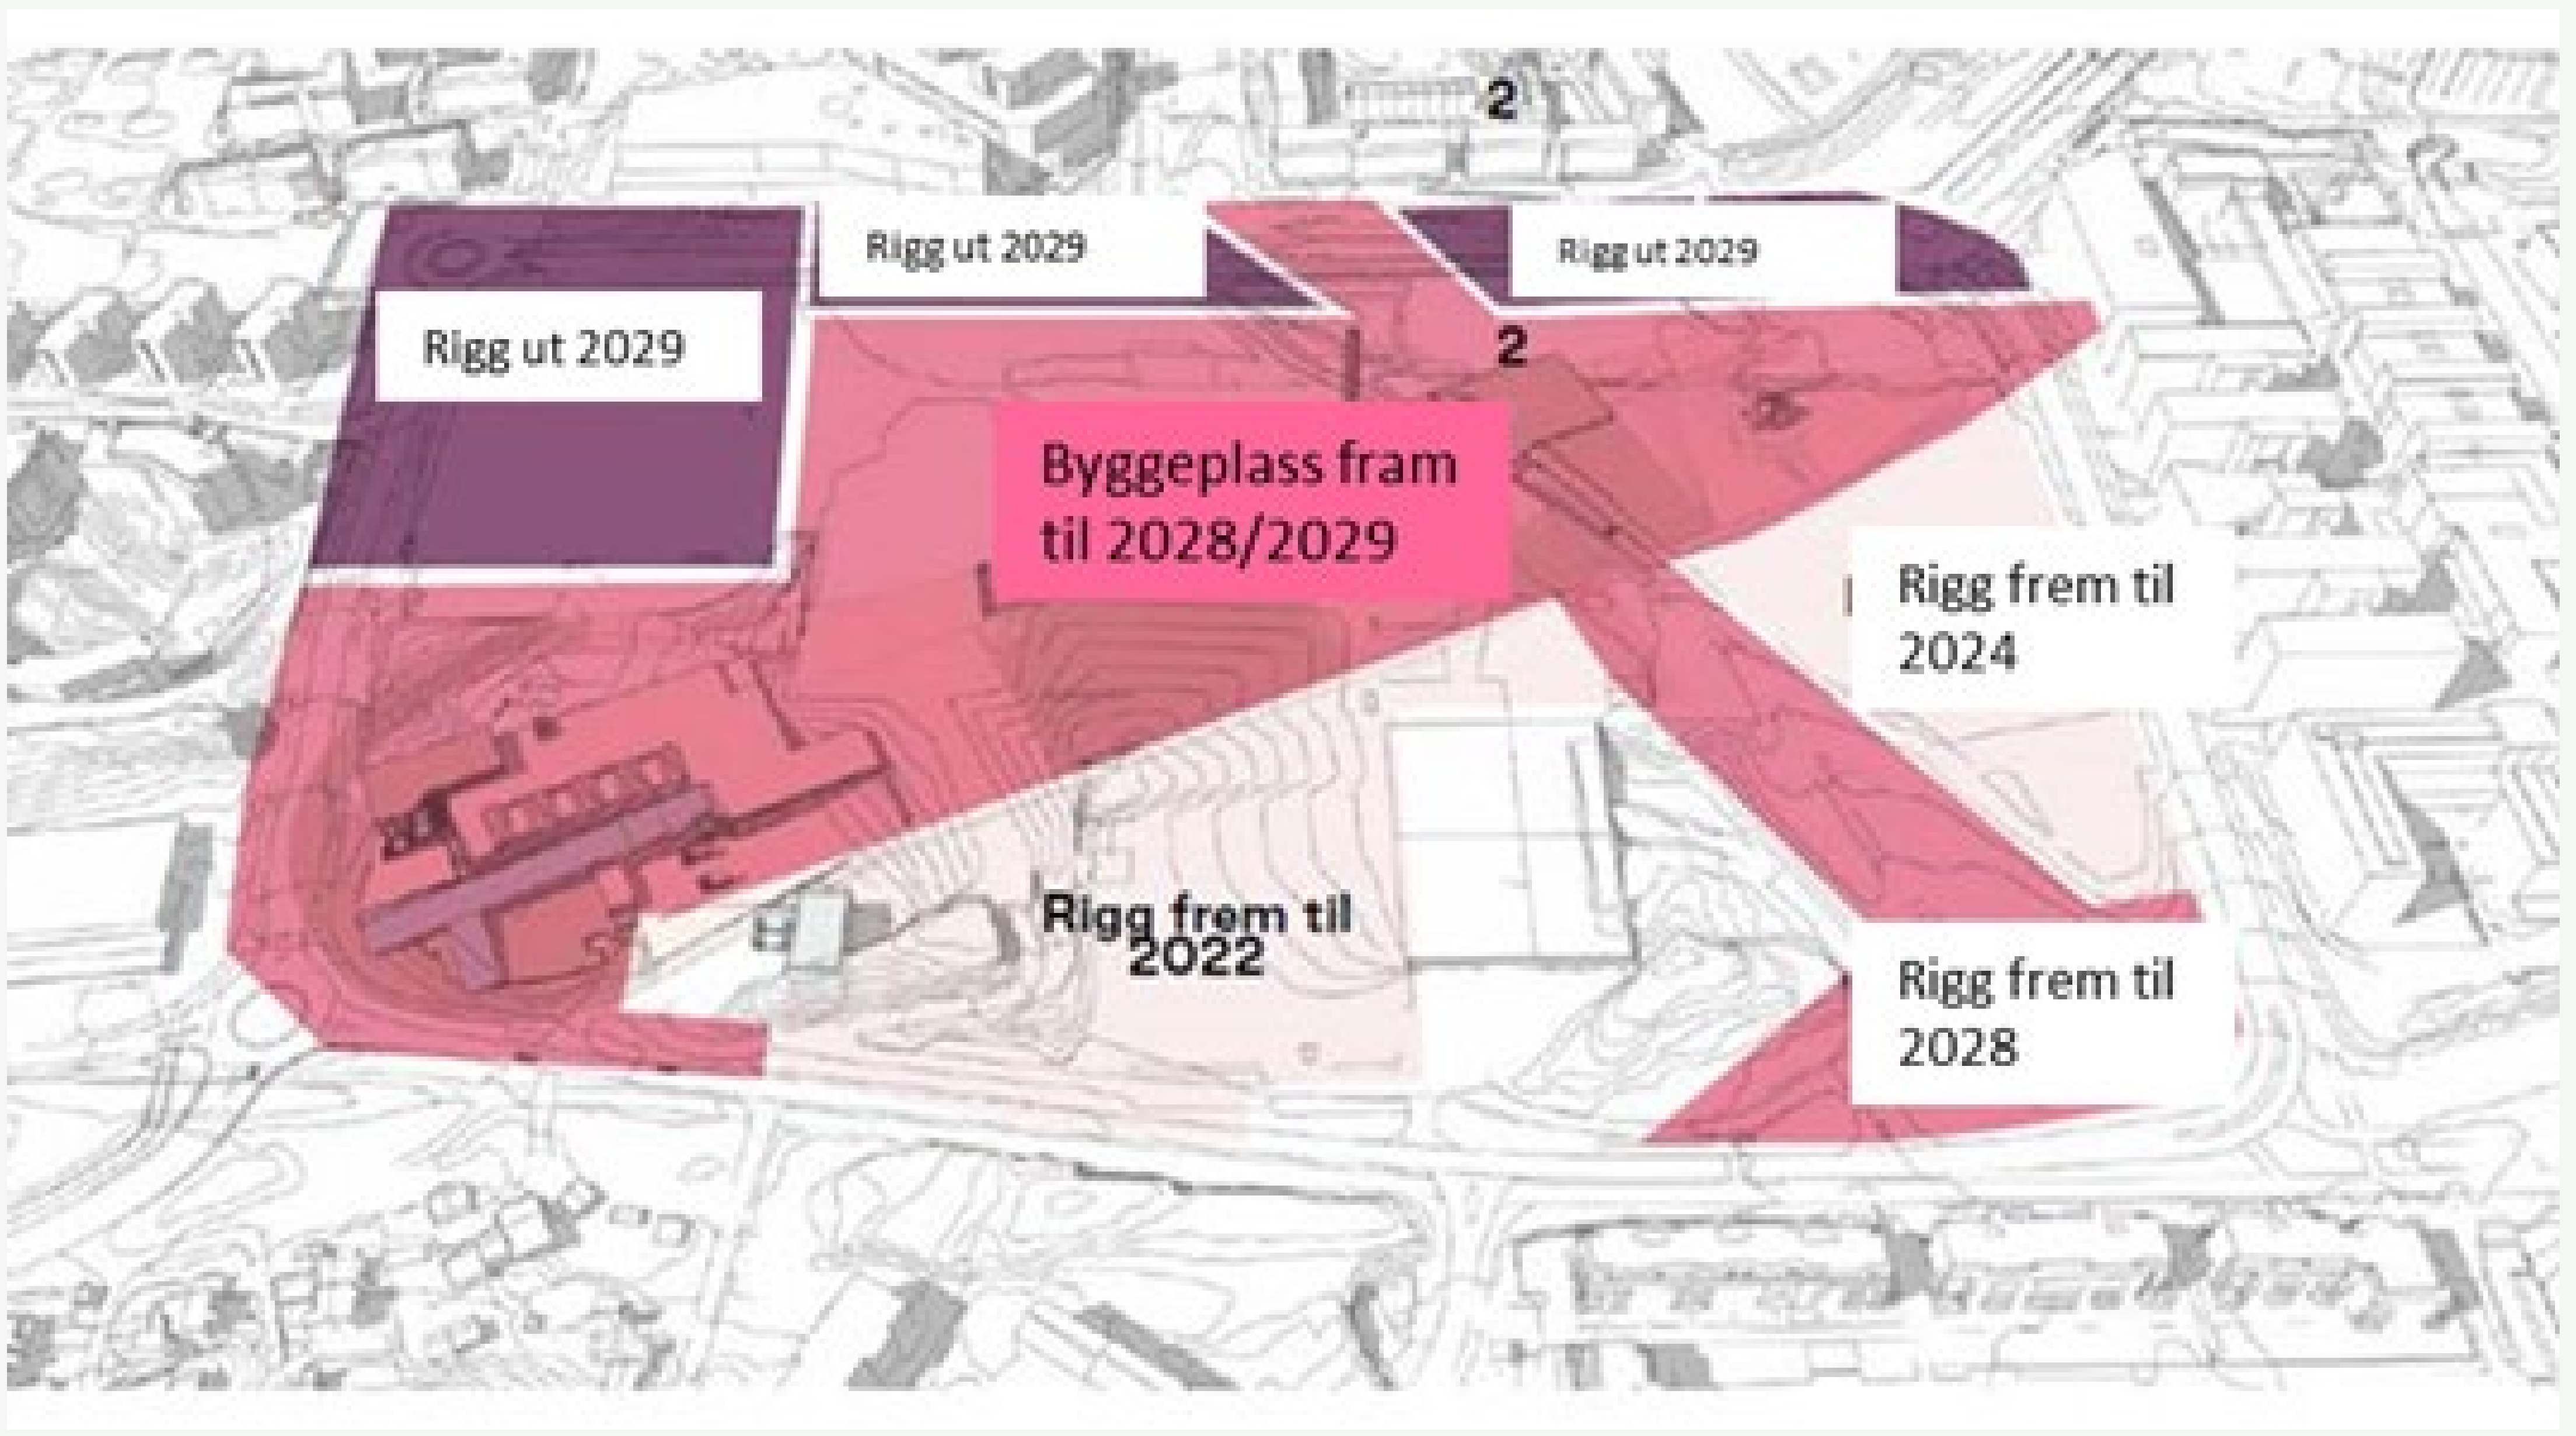 2
Rigg ut 2029
Rigg ut 2029
Rigg ut 2029
2
Byggeplass fram
til 2028/2029
Rigg frem til
2024
Rigg frem til
2022
Rigg frem til
2028